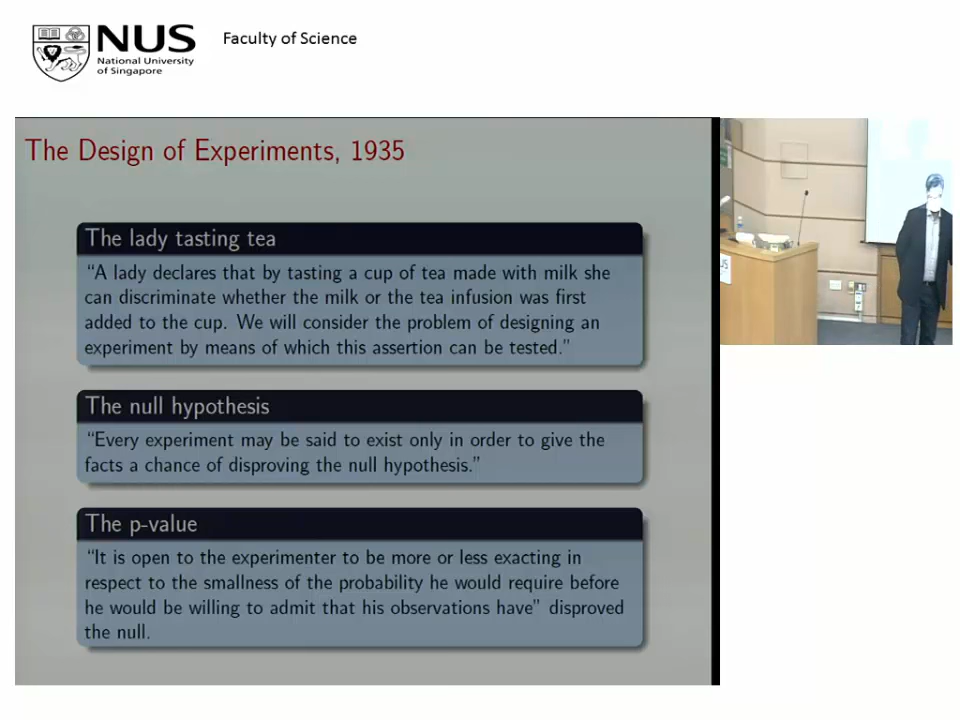 NUS
National University
of Singapore
Faculty of Science
The Design of Experiments, 1935
The lady tasting tea
“A lady declares that by tasting a cup of tea made with milk she
can discriminate whether the milk or the tea infusion was first
added to the cup. We will consider the problem of designing an
experiment by means of which this assertion can be tested.”
The null hypothesis
“Every experiment may be said to exist only in order to give the
facts a chance of disproving the null hypothesis.”
The p-value
“It is open to the experimenter to be more or less exacting in
respect to the smallness of the probability he would require before
he would be willing to admit that his observations have” disproved
the null.